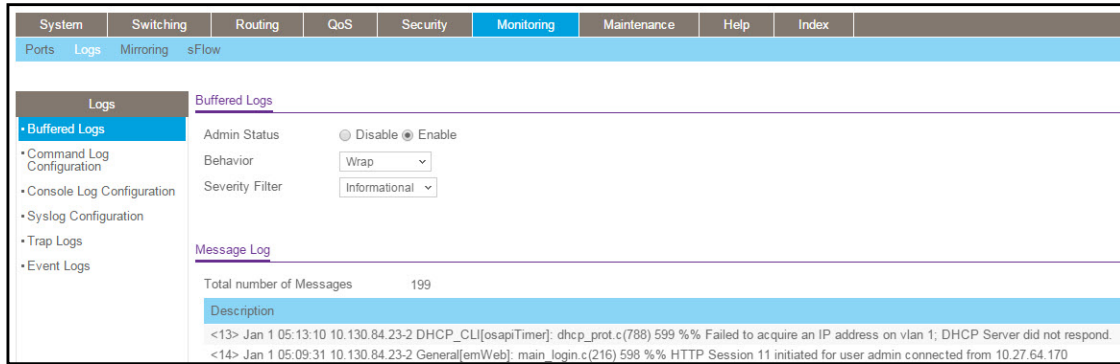 System Switching Routing QoS Security Monitoring Maintenance Help Index
Ports Logs Mirroring sFlow
Logs
• Buffered Logs
• Command Log
Configuration
• Console Log Configuration
• Syslog Configuration
• Trap Logs
• Event Logs
Buffered Logs
Admin Status Disable Enable
Behavior Wrap
Severity Filter Informational
Message Log
Total number of Messages 199
Description
<13> Jan 1 05:13:10 10.130.84.23-2 DHCP_CLI[osapiTimer]: dhcp_prot.c(788) 599 %% Failed to acquire an IP address on vlan 1; DHCP Server did not respond.
<14> Jan 1 05:09:31 10.130.84.23-2 General[emWeb]: main_login.c(216) 598 %% HTTP Session 11 initiated for user admin connected from 10.27.64.170